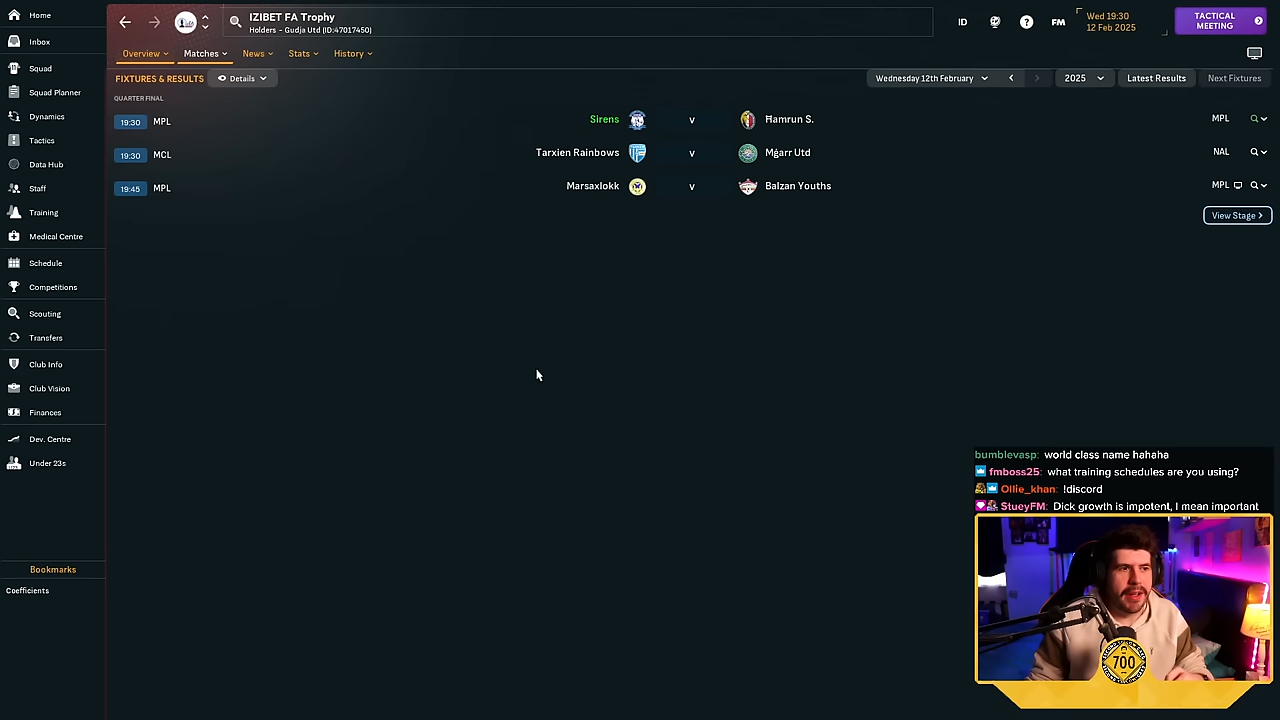 Home
Inbox
Squad
Squad Planner
Dynamics
Tactics
Data Hub
Staff
Training
Medical Centre
Schedule
Competitions
Scouting
Transfers
Club Info
Club Vision
Finances
Dev. Centre
Under 23s
Bookmarks
Coefficients
IZIBET FA Trophy
Holders - Gudja Utd (ID:47017450)
ID
FM
Wed 19:30
12 Feb 2025
TACTICAL
MEETING
Overview Matches News Stats History
FIXTURES & RESULTS Details
Wednesday 12th February 2025 Latest Results Next Fixtures
QUARTER FINAL
19:30 MPL Sirens v Ħamrun S. MPL
19:30 MCL Tarxien Rainbows v Mġarr Utd NAL
19:45 MPL Marsaxlokk v Balzan Youths MPL
View Stage >
bumblevasp: world class name hahaha
fmboss25: what training schedules are you using?
Ollie_khan: !discord
StueyFM: Dick growth is impotent, I mean important
700